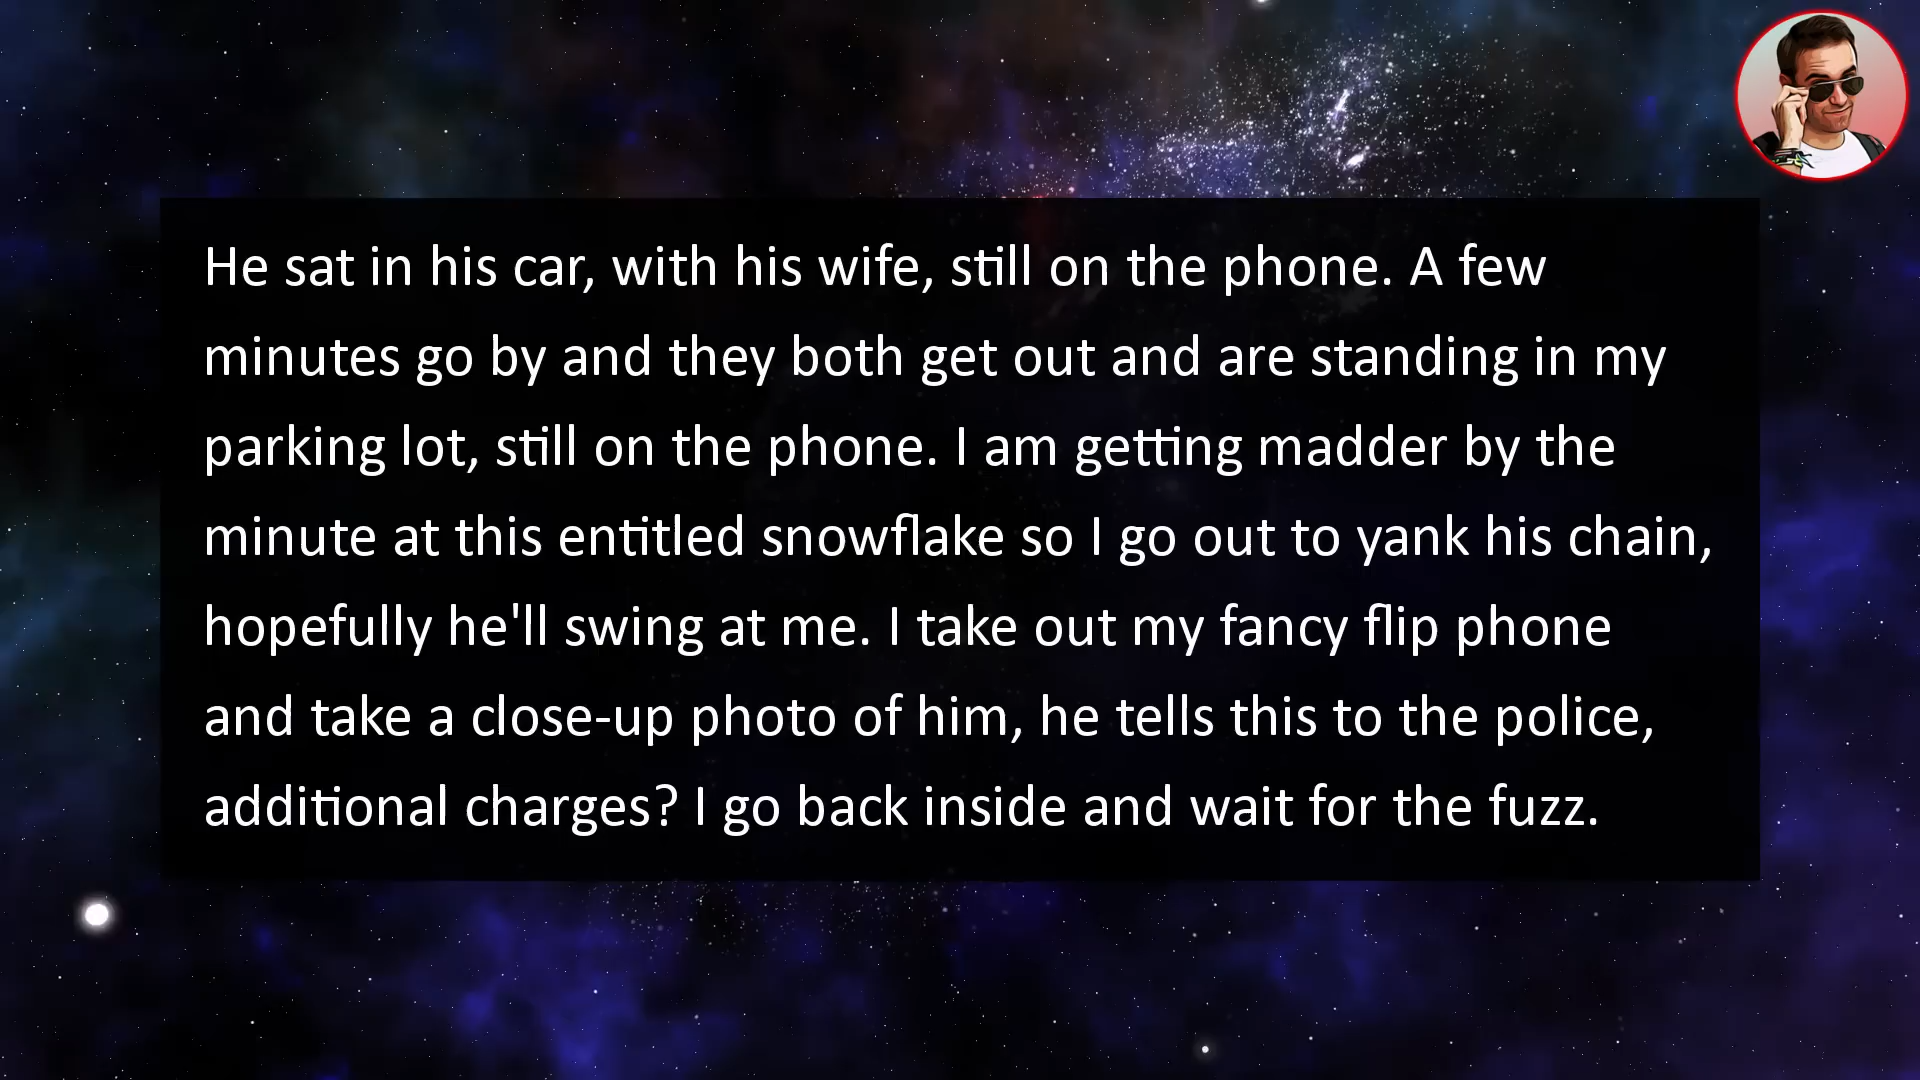 He sat in his car, with his wife, still on the phone. A few
minutes go by and they both get out and are standing in my
parking lot, still on the phone. I am getting madder by the
minute at this entitled snowflake so I go out to yank his chain,
hopefully he'll swing at me. I take out my fancy flip phone
and take a close-up photo of him, he tells this to the police,
additional charges? I go back inside and wait for the fuzz.